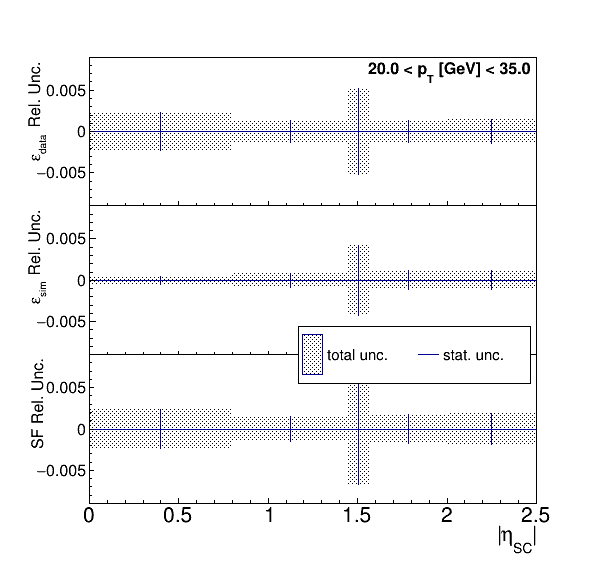 20.0 < p_T [GeV] < 35.0
ε_data Rel. Unc.
0.005
0
−0.005
ε_sim Rel. Unc.
0.005
0
−0.005
total unc.
stat. unc.
SF Rel. Unc.
0.005
0
−0.005
0 0.5 1 1.5 2 2.5
|η_SC|